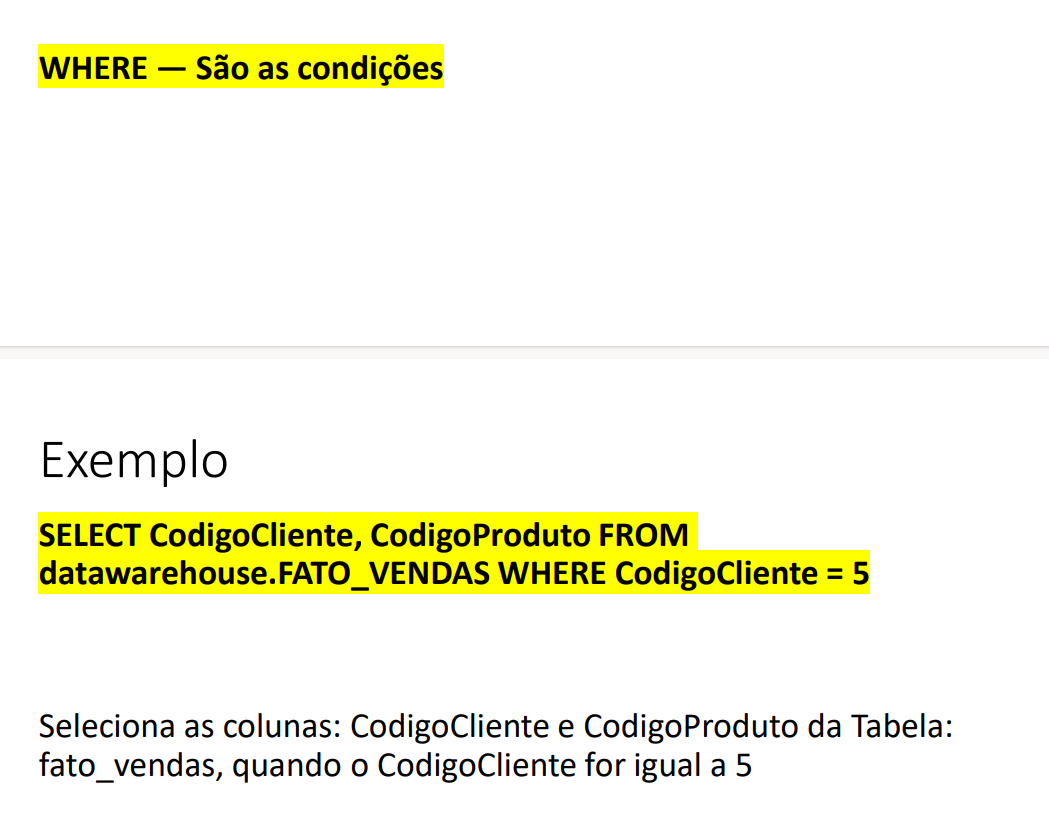 WHERE — São as condições
Exemplo
SELECT CodigoCliente, CodigoProduto FROM
datawarehouse.FATO_VENDAS WHERE CodigoCliente = 5
Seleciona as colunas: CodigoCliente e CodigoProduto da Tabela:
fato_vendas, quando o CodigoCliente for igual a 5